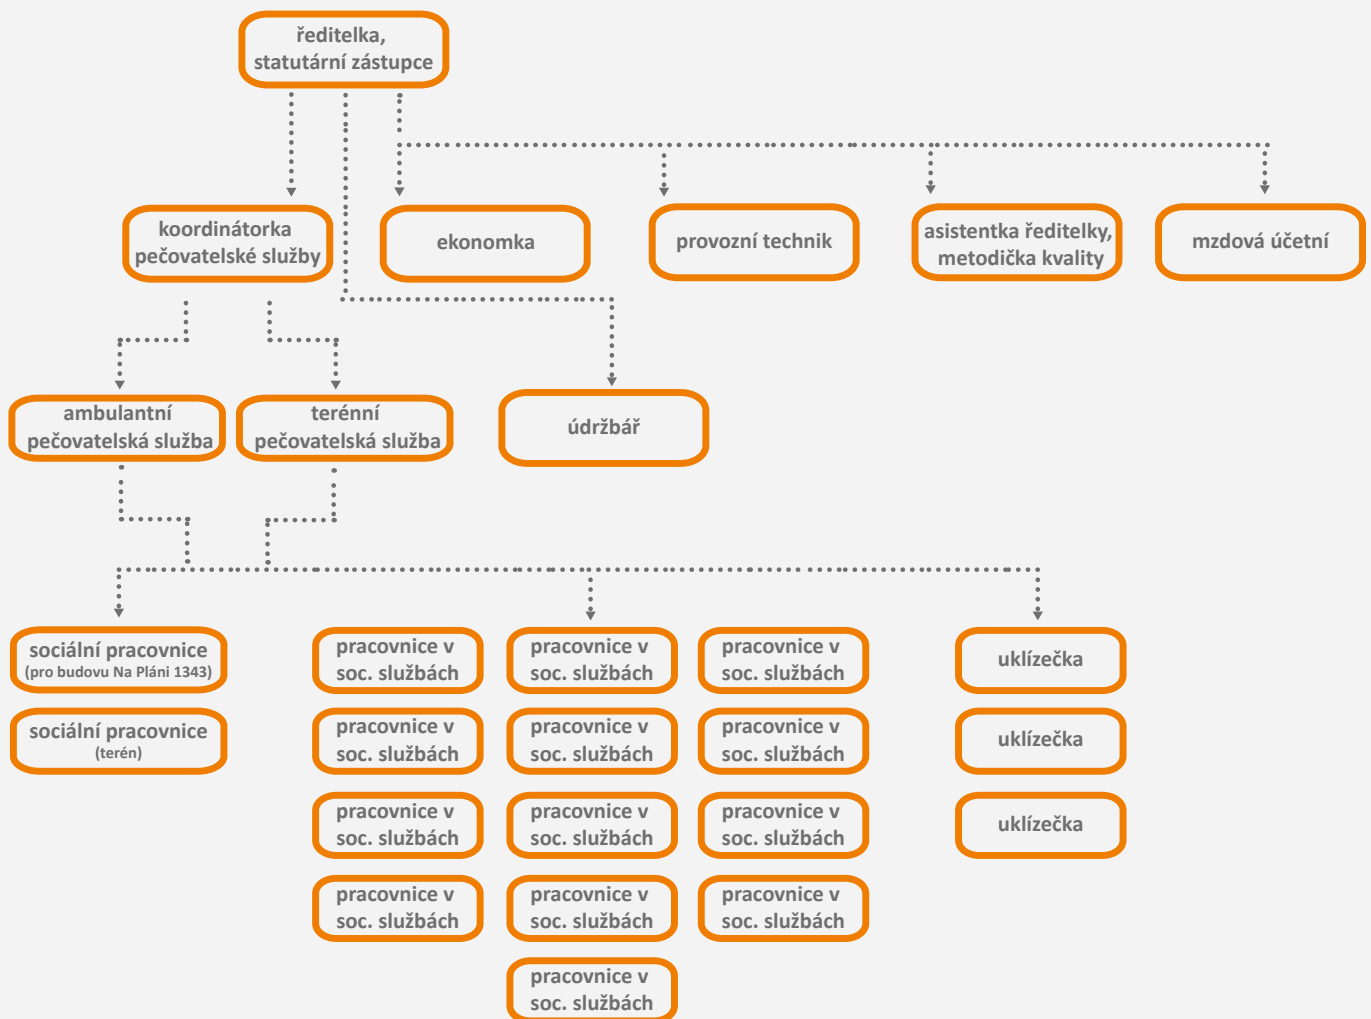 ředitelka,
statutární zástupce
koordinátorka
pečovatelské služby
ekonomka
provozní technik
asistentka ředitelky,
metodička kvality
mzdová účetní
ambulantní
pečovatelská služba
terénní
pečovatelská služba
údržbář
sociální pracovnice
(pro budovu Na Pláni 1343)
pracovnice v
soc. službách
pracovnice v
soc. službách
pracovnice v
soc. službách
uklízečka
sociální pracovnice
(terén)
pracovnice v
soc. službách
pracovnice v
soc. službách
pracovnice v
soc. službách
uklízečka
pracovnice v
soc. službách
pracovnice v
soc. službách
pracovnice v
soc. službách
uklízečka
pracovnice v
soc. službách
pracovnice v
soc. službách
pracovnice v
soc. službách
pracovnice v
soc. službách